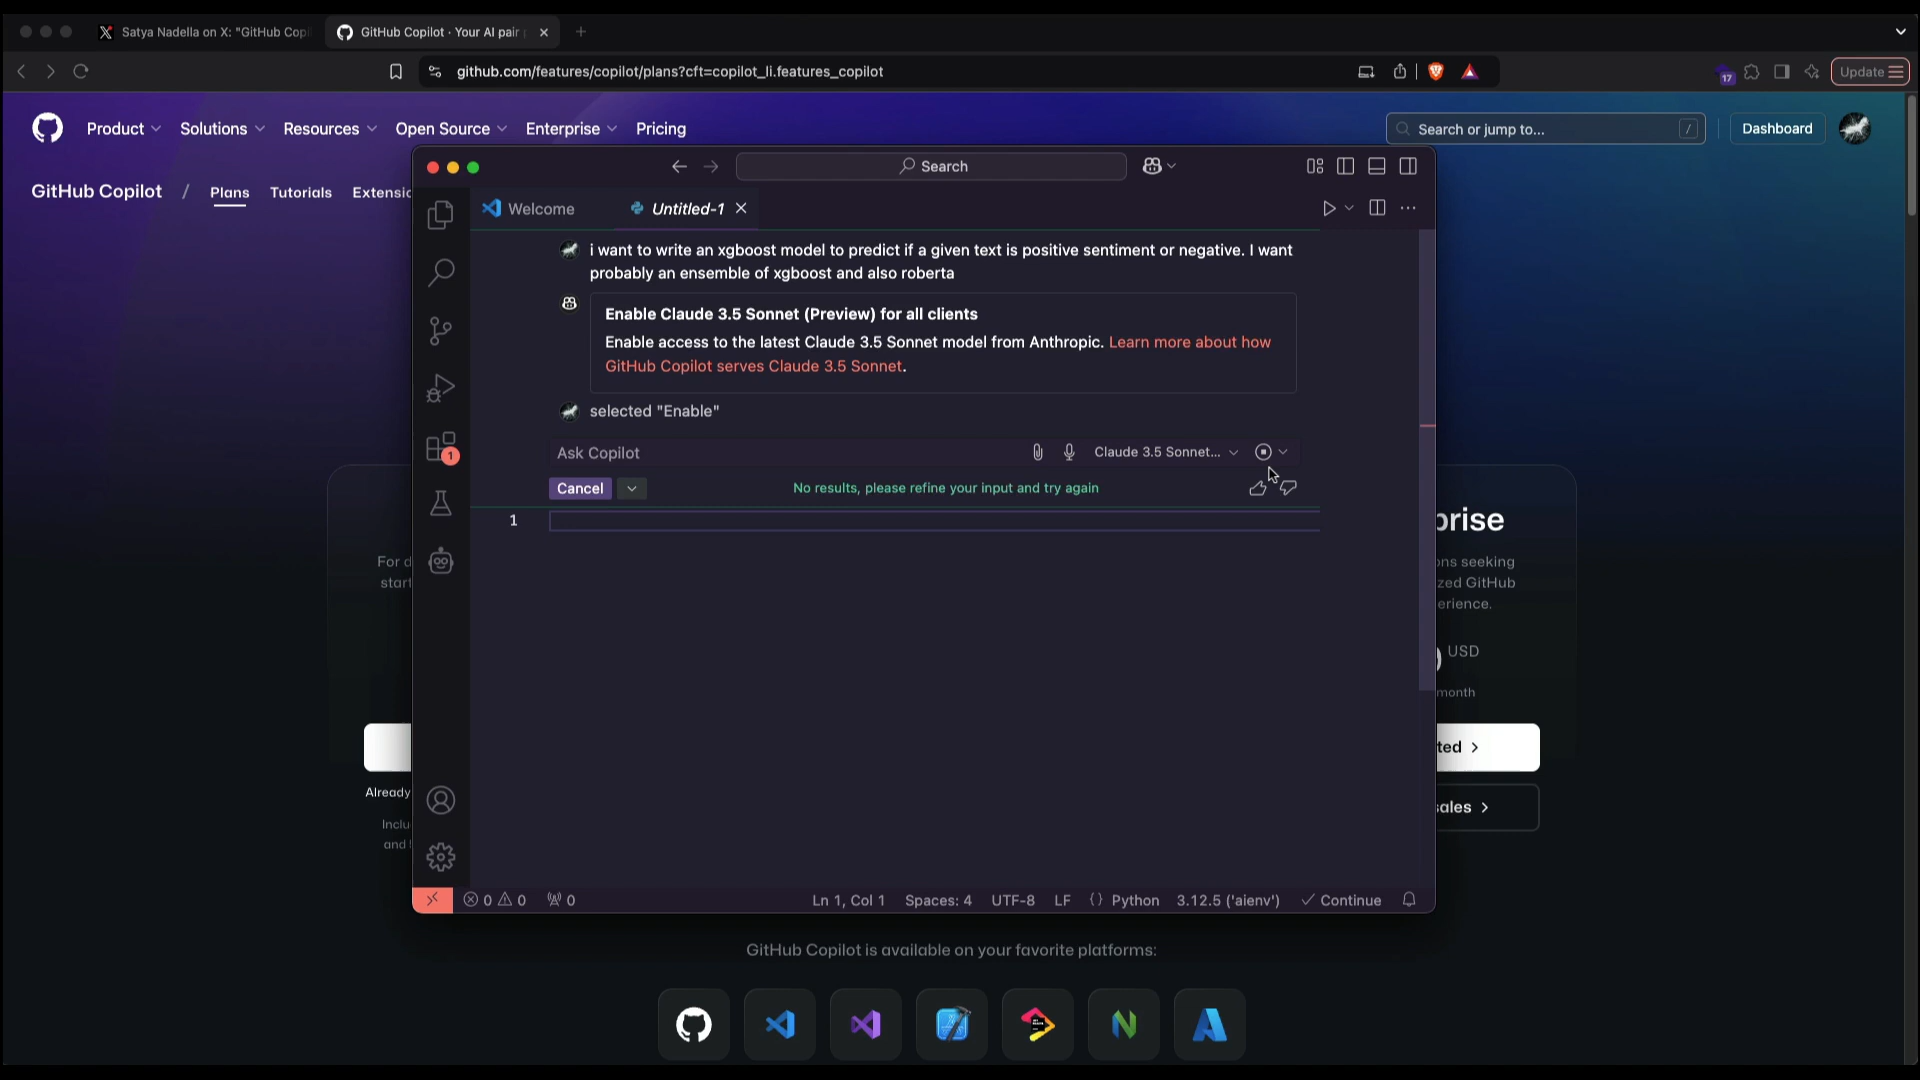 Satya Nadella on X: "GitHub Cop
GitHub Copilot · Your AI pair
github.com/features/copilot/plans?cft=copilot_li.features_copilot
17
Update
Product
Solutions
Resources
Open Source
Enterprise
Pricing
Search or jump to...
/
Dashboard
GitHub Copilot
/
Plans
Tutorials
Extensic
Search
Welcome
Untitled-1
i want to write an xgboost model to predict if a given text is positive sentiment or negative. I want
probably an ensemble of xgboost and also roberta
Enable Claude 3.5 Sonnet (Preview) for all clients
Enable access to the latest Claude 3.5 Sonnet model from Anthropic. Learn more about how
GitHub Copilot serves Claude 3.5 Sonnet.
selected "Enable"
1
Ask Copilot
Claude 3.5 Sonnet...
Cancel
No results, please refine your input and try again
1
prise
For d
start
ons seeking
zed GitHub
erience.
USD
month
ted
sales
Already
Inclu
and
0
0
0
Ln 1, Col 1
Spaces: 4
UTF-8
LF
{} Python
3.12.5 ('aienv')
Continue
GitHub Copilot is available on your favorite platforms: